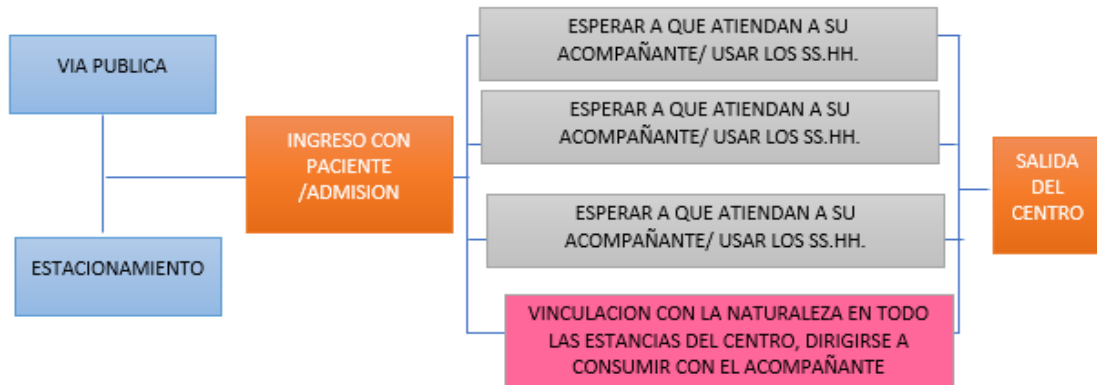 VIA PUBLICA
ESTACIONAMIENTO
INGRESO CON
PACIENTE
/ADMISION
ESPERAR A QUE ATIENDAN A SU
ACOMPAÑANTE/ USAR LOS SS.HH.
ESPERAR A QUE ATIENDAN A SU
ACOMPAÑANTE/ USAR LOS SS.HH.
ESPERAR A QUE ATIENDAN A SU
ACOMPAÑANTE/ USAR LOS SS.HH.
VINCULACION CON LA NATURALEZA EN TODO
LAS ESTANCIAS DEL CENTRO, DIRIGIRSE A
CONSUMIR CON EL ACOMPAÑANTE
SALIDA
DEL
CENTRO